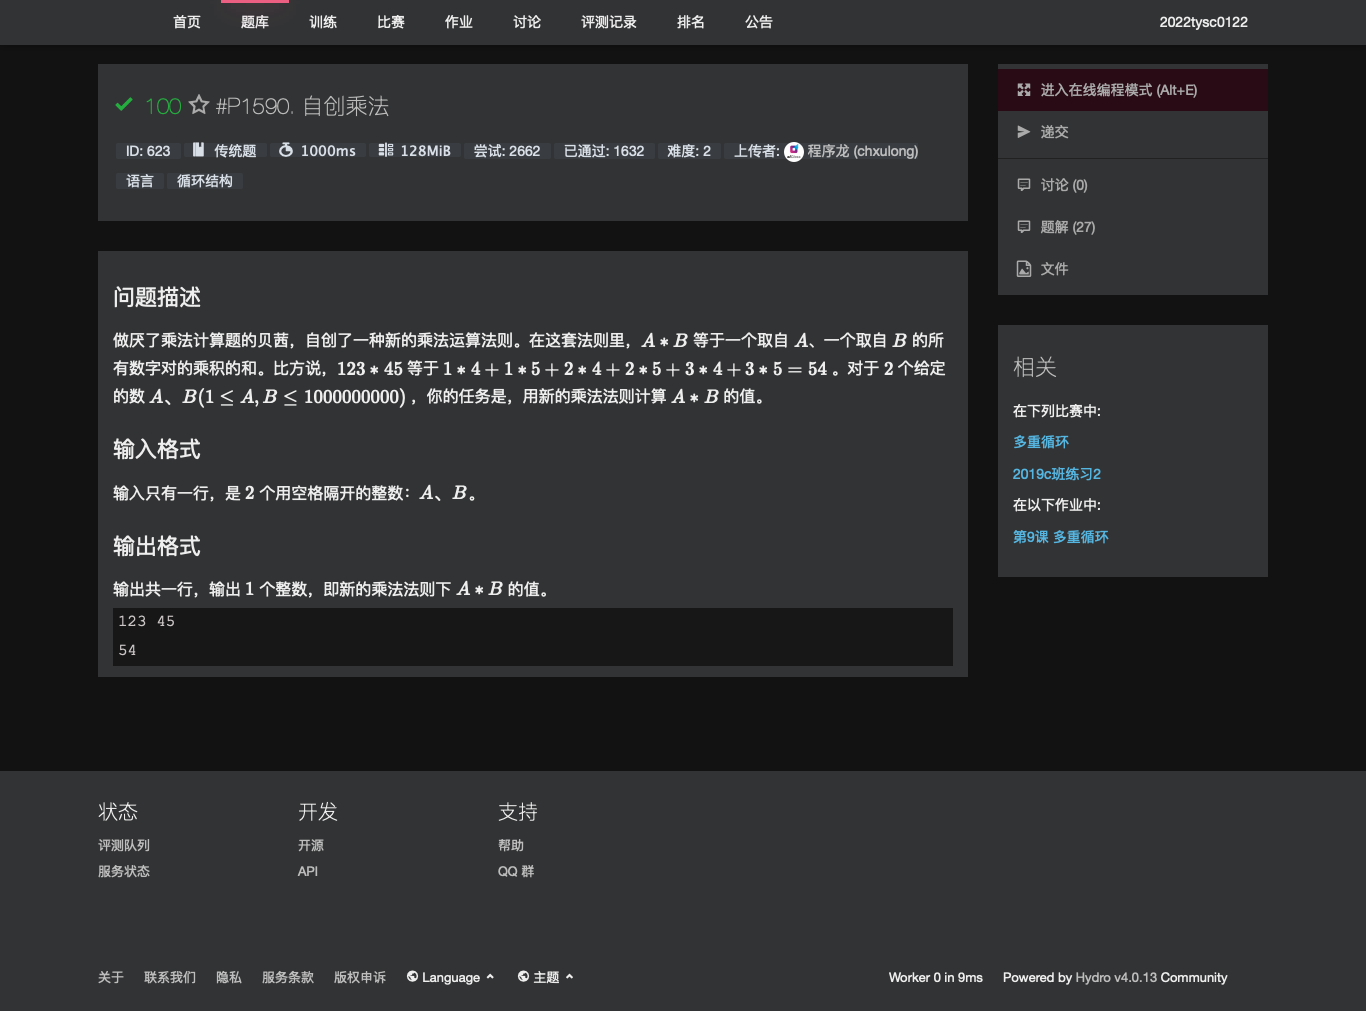 首页 题库 训练 比赛 作业 讨论 评测记录 排名 公告 2022tysc0122
100 #P1590. 自创乘法
ID: 623 传统题 1000ms 128MiB 尝试: 2662 已通过: 1632 难度: 2 上传者: 程序龙 (chxulong)
语言 循环结构
问题描述
做厌了乘法计算题的贝茜，自创了一种新的乘法运算法则。在这套法则里，A * B 等于一个取自 A、一个取自 B 的所
有数字对的乘积的和。比方说，123 * 45 等于 1 * 4 + 1 * 5 + 2 * 4 + 2 * 5 + 3 * 4 + 3 * 5 = 54 。对于 2 个给定
的数 A、B(1 ≤ A, B ≤ 1000000000) ，你的任务是，用新的乘法法则计算 A * B 的值。
输入格式
输入只有一行，是 2 个用空格隔开的整数：A、B。
输出格式
输出共一行，输出 1 个整数，即新的乘法法则下 A * B 的值。
123 45
54
进入在线编程模式 (Alt+E)
递交
讨论 (0)
题解 (27)
文件
相关
在下列比赛中:
多重循环
2019c班练习2
在以下作业中:
第9课 多重循环
状态 开发 支持
评测队列 开源 帮助
服务状态 API QQ 群
关于 联系我们 隐私 服务条款 版权申诉 Language 主题 Worker 0 in 9ms Powered by Hydro v4.0.13 Community